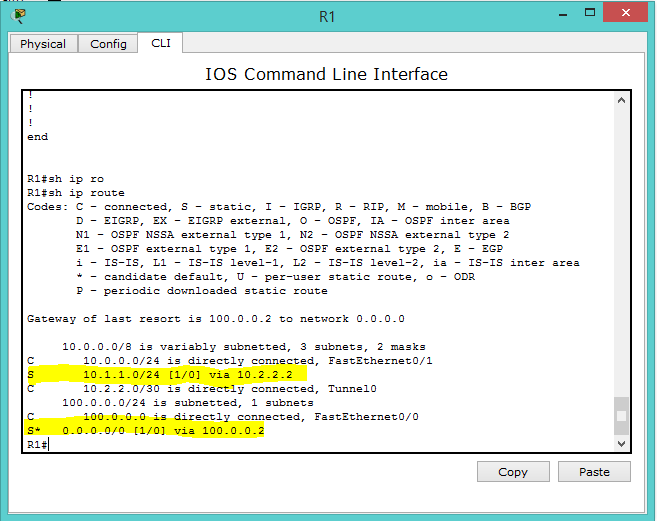 R1
Physical Config CLI
IOS Command Line Interface
!
!
!
end
R1#sh ip ro
R1#sh ip route
Codes: C - connected, S - static, I - IGRP, R - RIP, M - mobile, B - BGP
D - EIGRP, EX - EIGRP external, O - OSPF, IA - OSPF inter area
N1 - OSPF NSSA external type 1, N2 - OSPF NSSA external type 2
E1 - OSPF external type 1, E2 - OSPF external type 2, E - EGP
i - IS-IS, L1 - IS-IS level-1, L2 - IS-IS level-2, ia - IS-IS inter area
* - candidate default, U - per-user static route, o - ODR
P - periodic downloaded static route
Gateway of last resort is 100.0.0.2 to network 0.0.0.0
10.0.0.0/8 is variably subnetted, 3 subnets, 2 masks
C 10.0.0.0/24 is directly connected, FastEthernet0/1
S 10.1.1.0/24 [1/0] via 10.2.2.2
C 10.2.2.0/30 is directly connected, Tunnel0
100.0.0.0/24 is subnetted, 1 subnets
C 100.0.0.0 is directly connected, FastEthernet0/0
S* 0.0.0.0/0 [1/0] via 100.0.0.2
R1#
Copy Paste